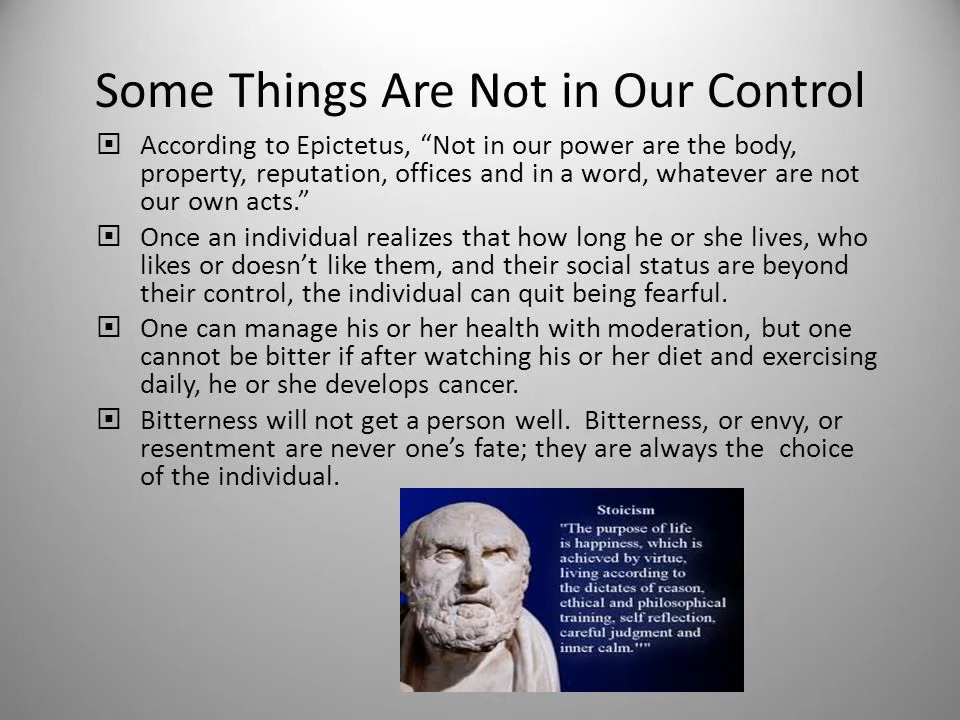 Some Things Are Not in Our Control
According to Epictetus, “Not in our power are the body,
property, reputation, offices and in a word, whatever are not
our own acts.”
Once an individual realizes that how long he or she lives, who
likes or doesn’t like them, and their social status are beyond
their control, the individual can quit being fearful.
One can manage his or her health with moderation, but one
cannot be bitter if after watching his or her diet and exercising
daily, he or she develops cancer.
Bitterness will not get a person well.  Bitterness, or envy, or
resentment are never one’s fate; they are always the  choice
of the individual.
Stoicism
"The purpose of life
is happiness, which is
achieved by virtue,
living according to
the dictates of reason,
ethical and philosophical
training, self reflection,
careful judgment and
inner calm.""